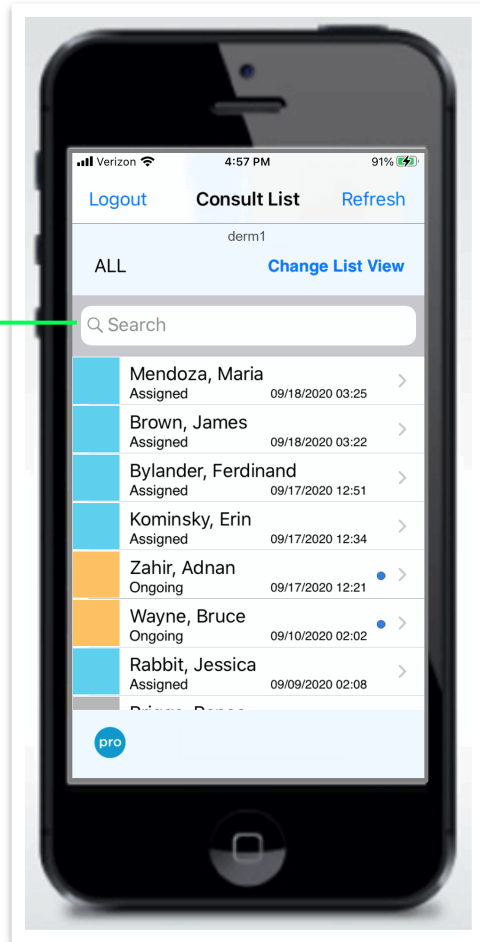 Verizon 4:57 PM 91%
Logout Consult List Refresh
derm1
ALL Change List View
Search
Mendoza, Maria
Assigned 09/18/2020 03:25
Brown, James
Assigned 09/18/2020 03:22
Bylander, Ferdinand
Assigned 09/17/2020 12:51
Kominsky, Erin
Assigned 09/17/2020 12:34
Zahir, Adnan
Ongoing 09/17/2020 12:21
Wayne, Bruce
Ongoing 09/10/2020 02:02
Rabbit, Jessica
Assigned 09/09/2020 02:08
pro